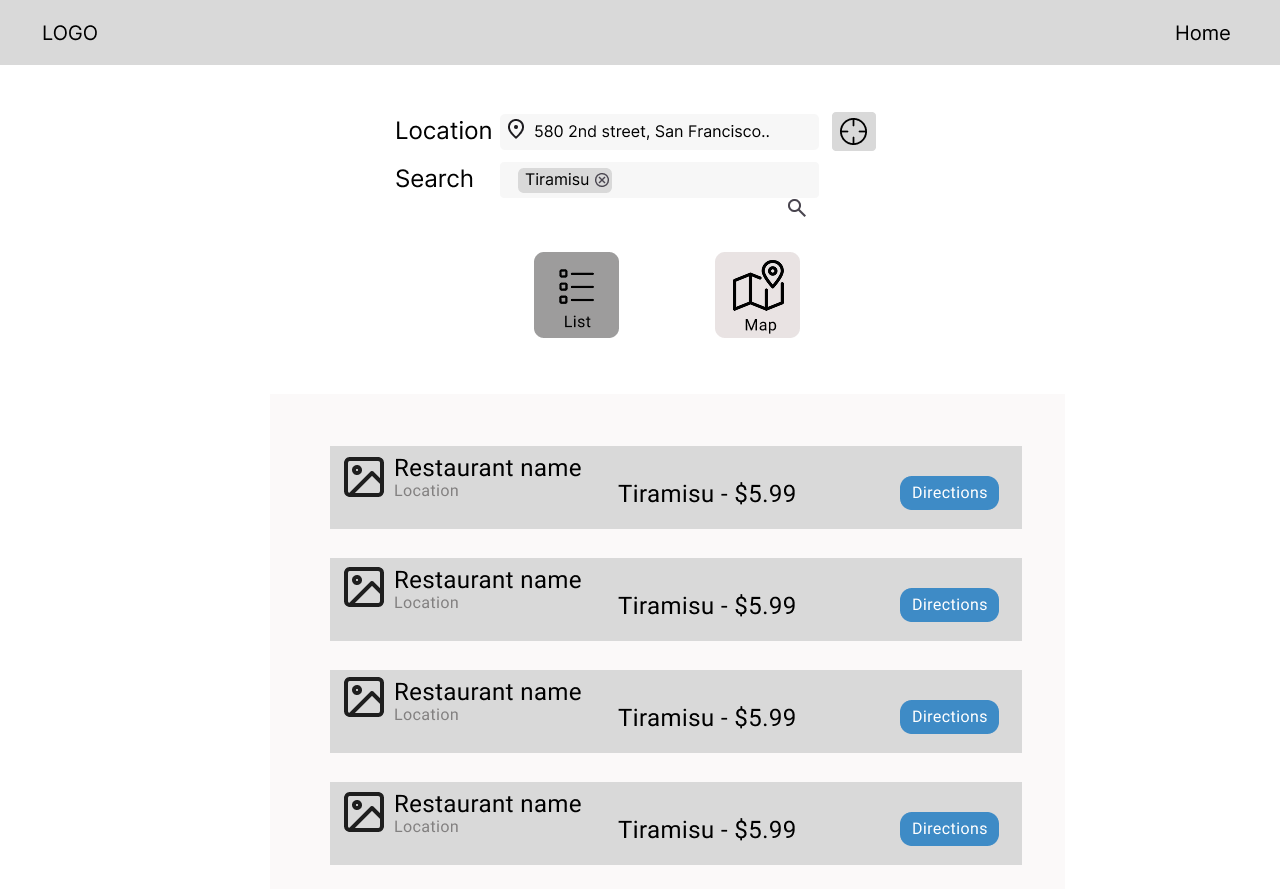 LOGO Home
Location 580 2nd street, San Francisco..
Search Tiramisu
List Map
Restaurant name
Location
Tiramisu - $5.99 Directions
Restaurant name
Location
Tiramisu - $5.99 Directions
Restaurant name
Location
Tiramisu - $5.99 Directions
Restaurant name
Location
Tiramisu - $5.99 Directions